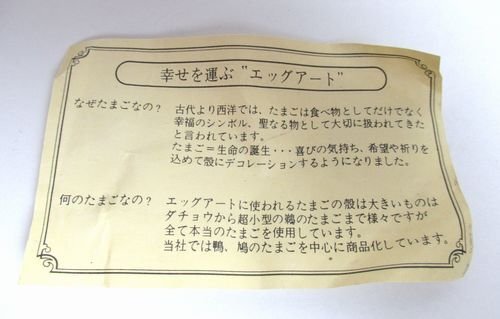 幸せを運ぶ“エッグアート”
なぜたまごなの? 古代より西洋では、たまごは食べ物としてだけでなく
幸福のシンボル、聖なる物として大切に扱われてきた
と言われています。
たまご=生命の誕生・・・喜びの気持ち、希望や祈りを
込めて殻にデコレーションするようになりました。
何のたまごなの? エッグアートに使われるたまごの殻は大きいものは
ダチョウから超小型の鵜のたまごまで様々ですが
全て本当のたまごを使用しています。
当社では鴨、鳩のたまごを中心に商品化しています。